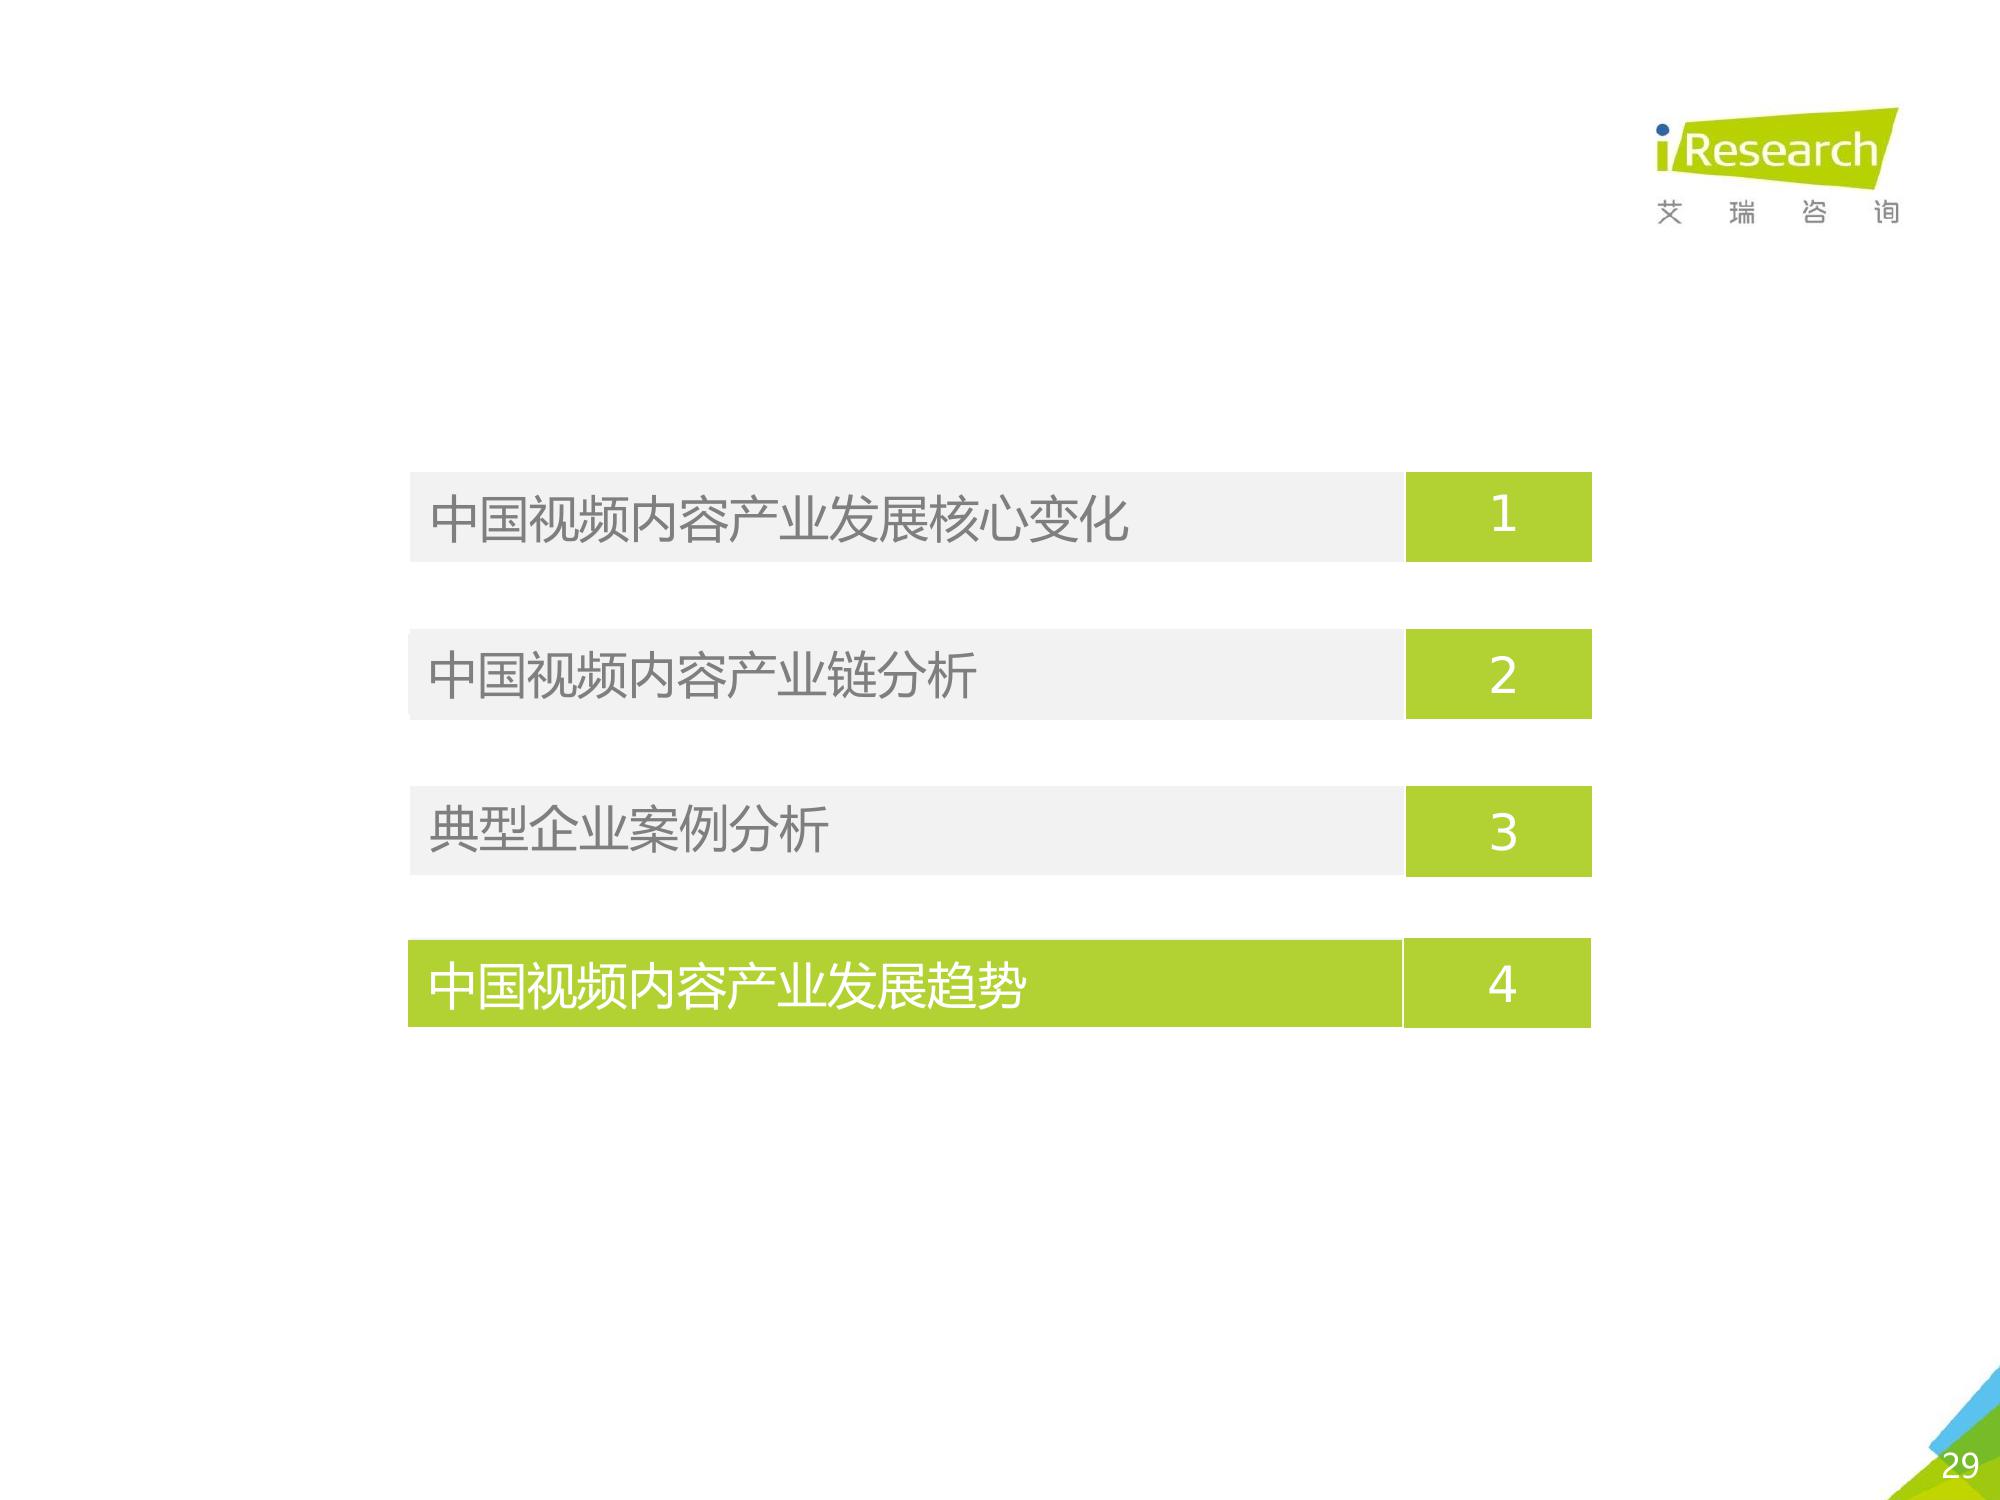 iResearch
艾瑞咨询
中国视频内容产业发展核心变化 1
中国视频内容产业链分析 2
典型企业案例分析 3
中国视频内容产业发展趋势 4
29